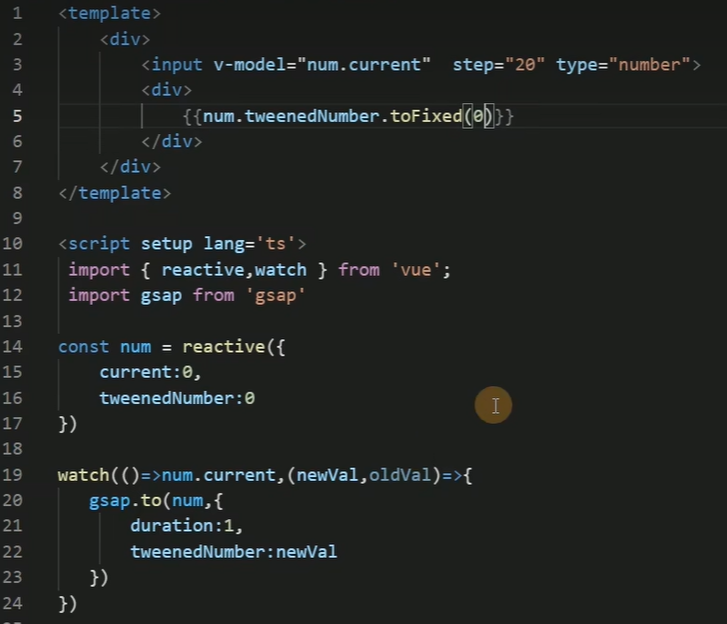 1 <template>
2 <div>
3 <input v-model="num.current"  step="20" type="number">
4 <div>
5 {{num.tweenedNumber.toFixed(0)}}
6 </div>
7 </div>
8 </template>
9
10 <script setup lang='ts'>
11 import { reactive,watch } from 'vue';
12 import gsap from 'gsap'
13
14 const num = reactive({
15 current:0,
16 tweenedNumber:0
17 })
18
19 watch(()=>num.current,(newVal,oldVal)=>{
20 gsap.to(num,{
21 duration:1,
22 tweenedNumber:newVal
23 })
24 })